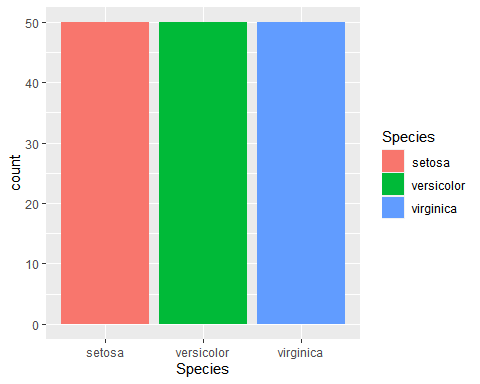 50
40
30
20
10
0
count
setosa versicolor virginica
Species
Species
setosa
versicolor
virginica